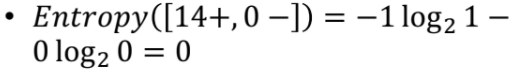 • Entropy([14+, 0 −]) = −1 log₂ 1 −
0 log₂ 0 = 0